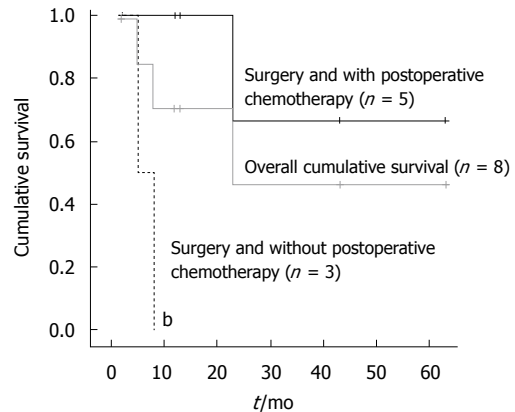 1.0
0.8
0.6
0.4
0.2
0.0
Cumulative survival
Surgery and with postoperative
chemotherapy (n = 5)
Overall cumulative survival (n = 8)
Surgery and without postoperative
chemotherapy (n = 3)
b
0 10 20 30 40 50 60
t/mo